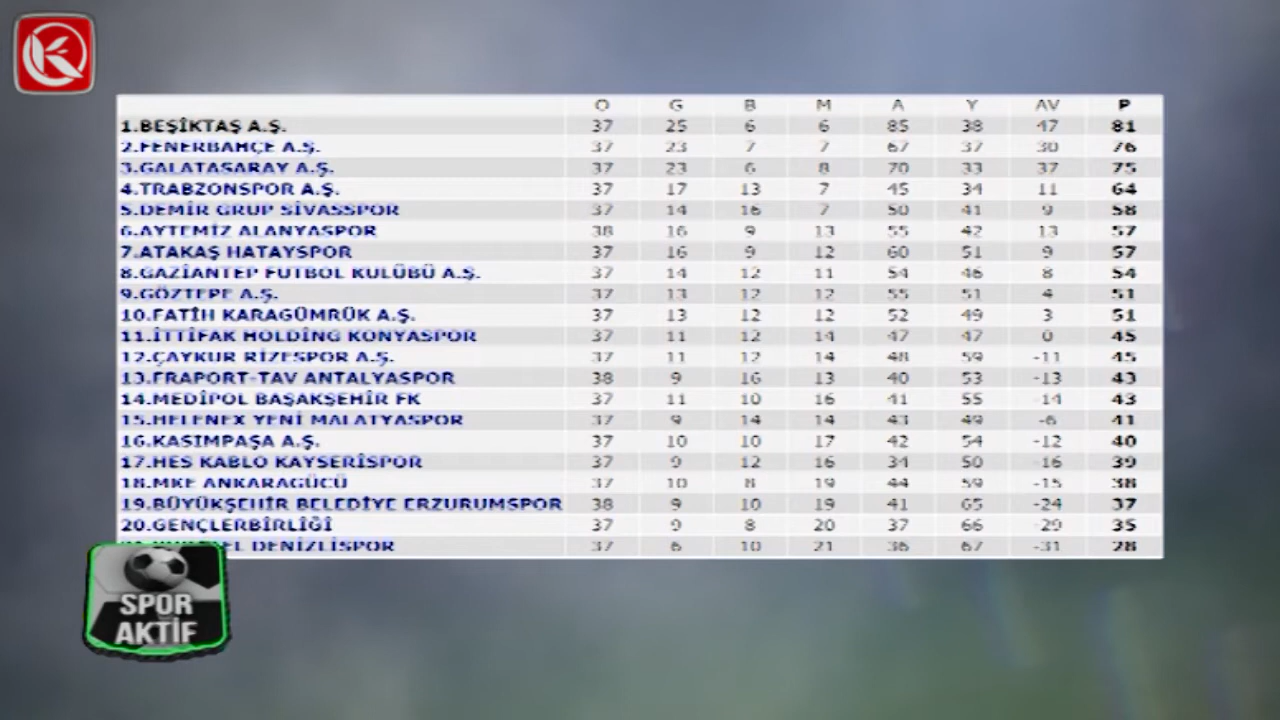 O G B M A Y AV P
1.BEŞİKTAŞ A.Ş. 37 25 6 6 85 38 47 81
2.FENERBAHÇE A.Ş. 37 23 7 7 67 37 30 76
3.GALATASARAY A.Ş. 37 23 6 8 70 33 37 75
4.TRABZONSPOR A.Ş. 37 17 13 7 45 34 11 64
5.DEMİR GRUP SİVASSPOR 37 14 16 7 50 41 9 58
6.AYTEMİZ ALANYASPOR 38 16 9 13 55 42 13 57
7.ATAKAŞ HATAYSPOR 37 16 9 12 60 51 9 57
8.GAZİANTEP FUTBOL KULÜBÜ A.Ş. 37 14 12 11 54 46 8 54
9.GÖZTEPE A.Ş. 37 13 12 12 55 51 4 51
10.FATİH KARAGÜMRÜK A.Ş. 37 13 12 12 52 49 3 51
11.İTTİFAK HOLDİNG KONYASPOR 37 11 12 14 47 47 0 45
12.ÇAYKUR RİZESPOR A.Ş. 37 11 12 14 48 59 -11 45
13.FRAPORT-TAV ANTALYASPOR 38 9 16 13 40 53 -13 43
14.MEDİPOL BAŞAKŞEHİR FK 37 11 10 16 41 55 -14 43
15.HELENEX YENİ MALATYASPOR 37 9 14 14 43 49 -6 41
16.KASIMPAŞA A.Ş. 37 10 10 17 42 54 -12 40
17.HES KABLO KAYSERİSPOR 37 9 12 16 34 50 -16 39
18.MKE ANKARAGÜCÜ 37 10 8 19 44 59 -15 38
19.BÜYÜKŞEHİR BELEDİYE ERZURUMSPOR 38 9 10 19 41 65 -24 37
20.GENÇLERBİRLİĞİ 37 9 8 20 37 66 -29 35
DENİZLİSPOR 37 6 10 21 36 67 -31 28
SPOR
AKTİF